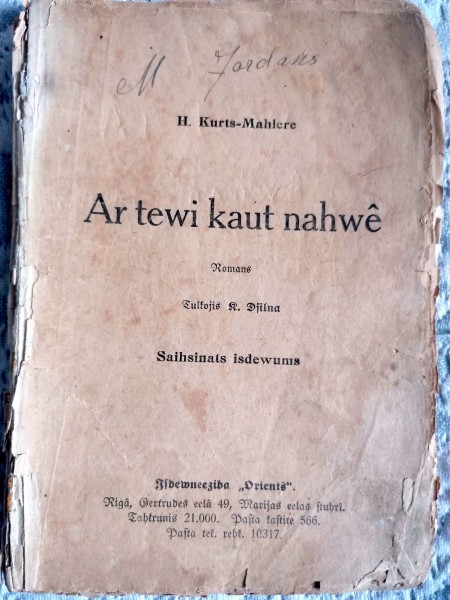 M Jordans
H. Kurts-Mahlere
Ar tewi kaut nahwê
Romans
Tulkojis K. Dsilna
Saihsinats isdewums
Isdewneeziba „Orients".
Rigâ, Gertrudes eelâ 49, Marijas eelas stuhrî.
Tahlrunis 21.000. Pasta kastite 566.
Pasta tek. rehk. 10317.